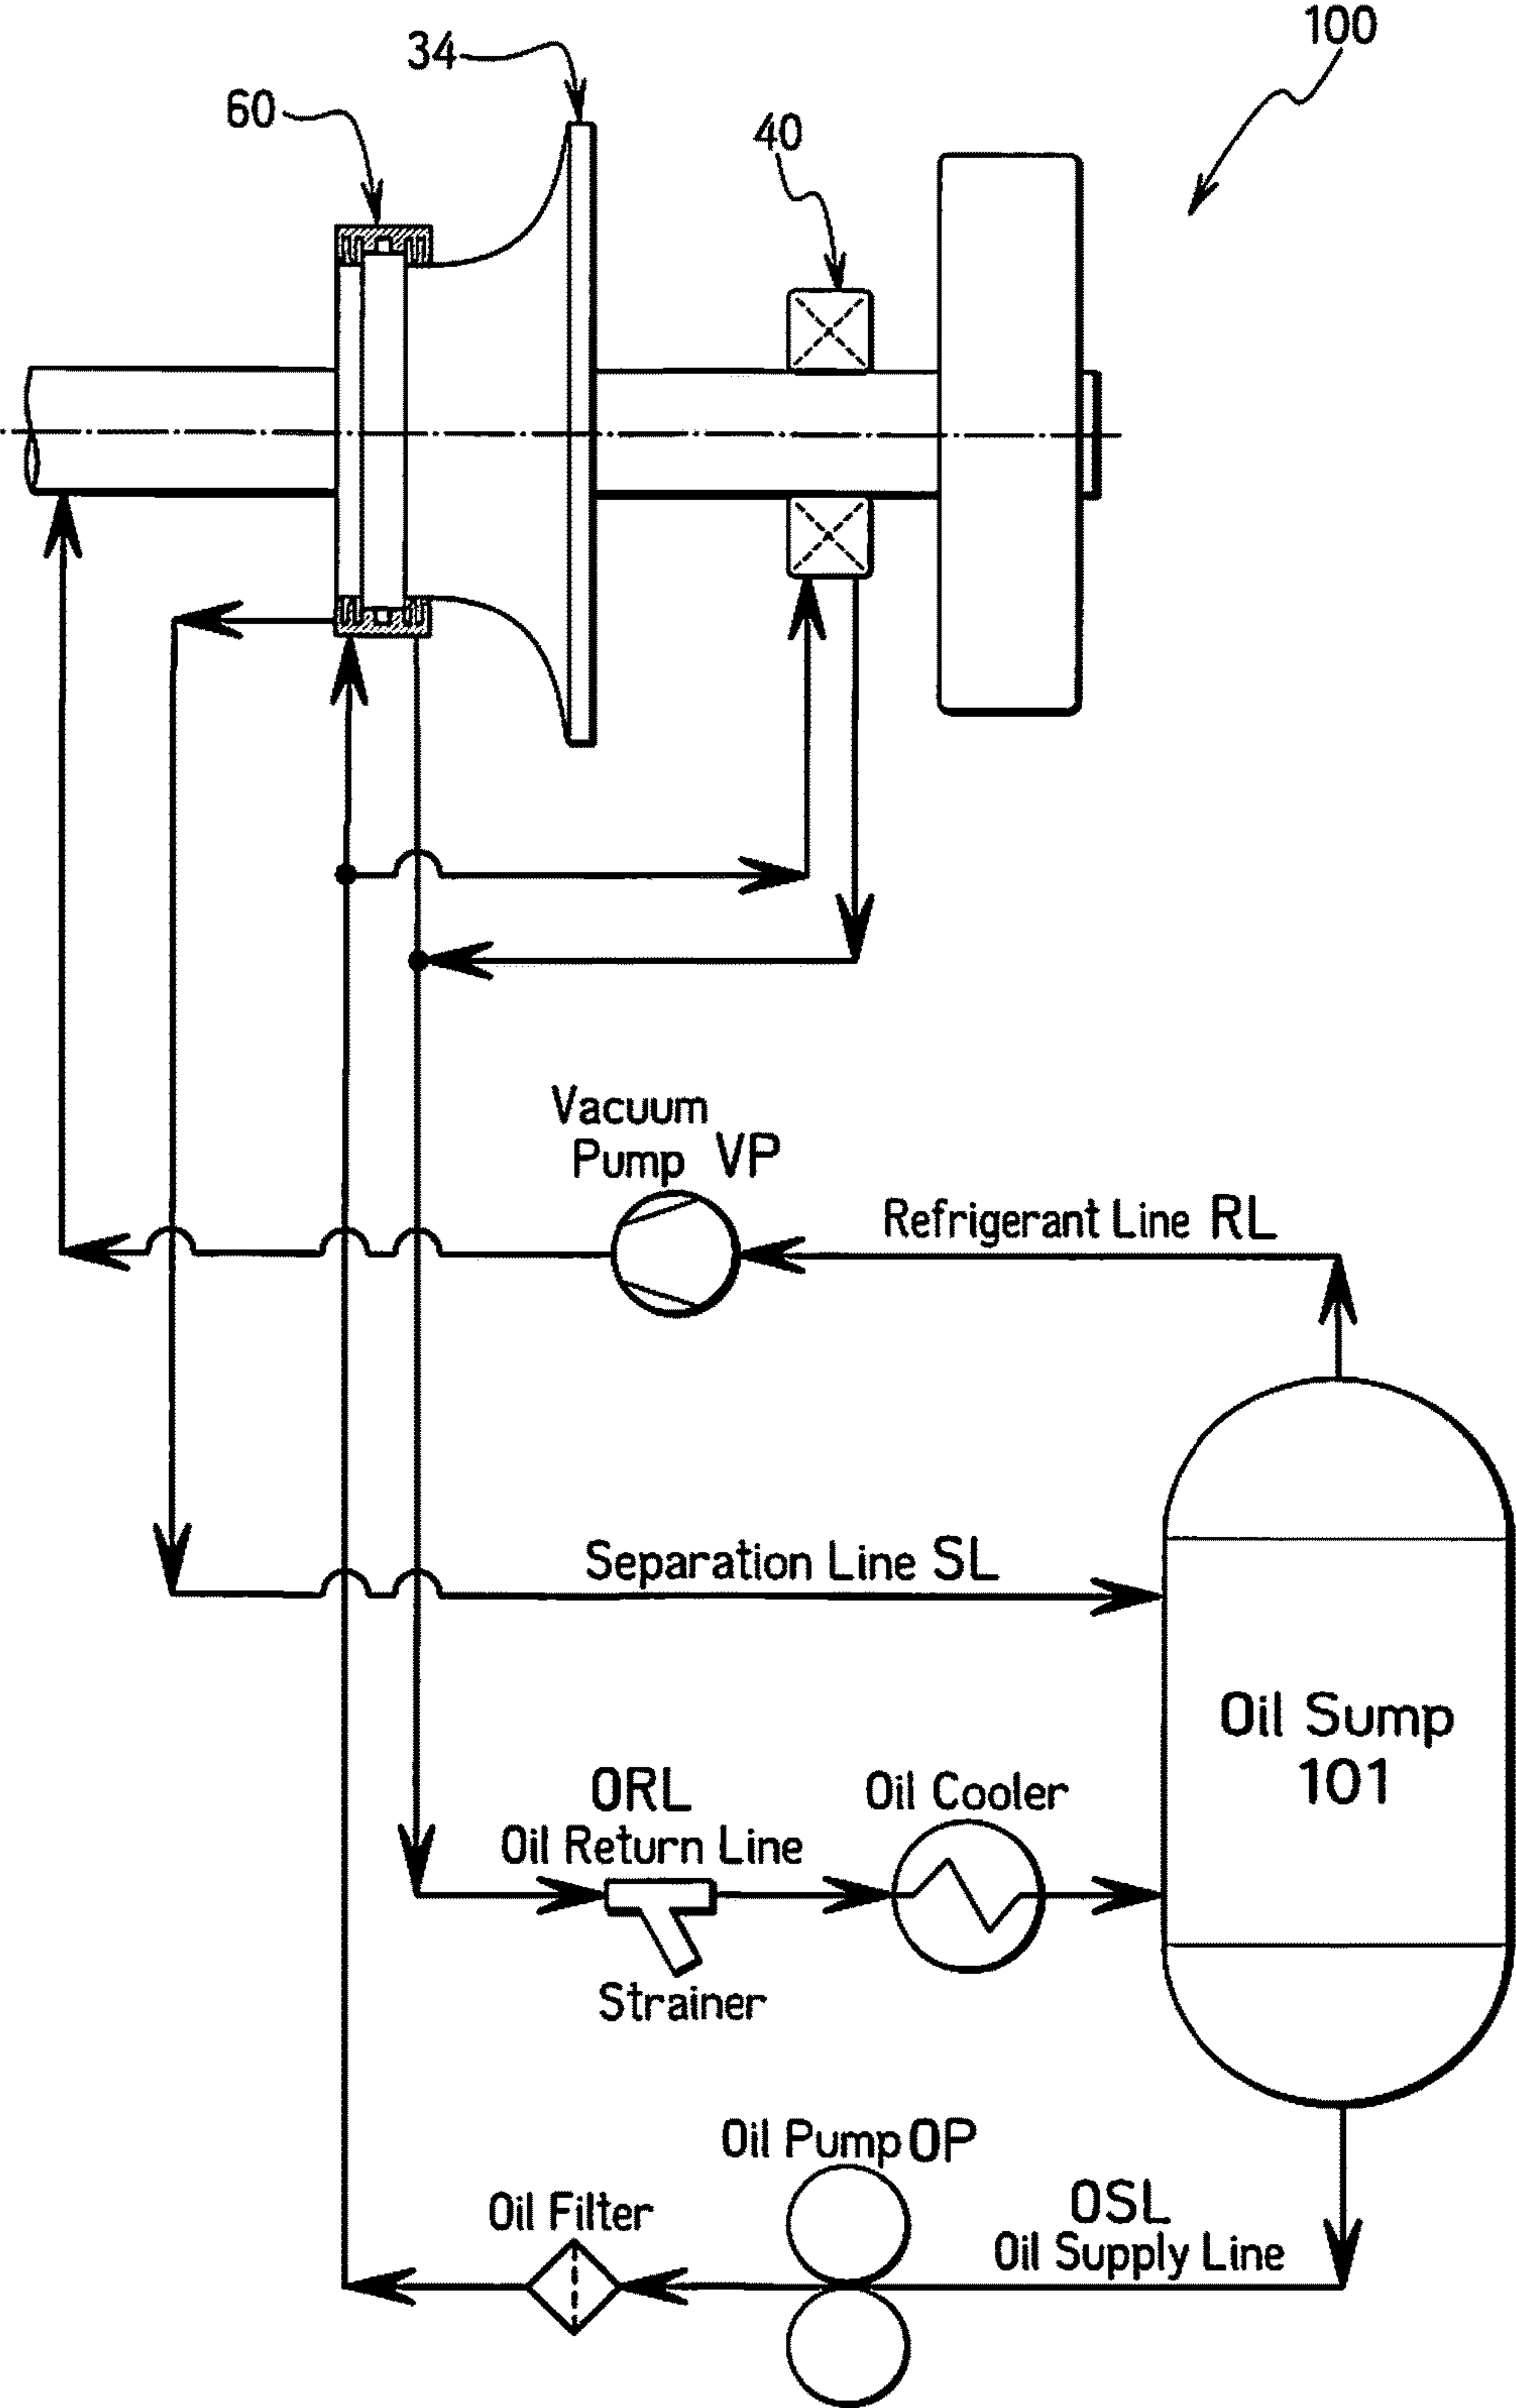 100
34
60
40
Vacuum
Pump VP
Refrigerant Line RL
Separation Line SL
Oil Sump
101
ORL
Oil Return Line
Oil Cooler
Strainer
Oil Pump OP
Oil Filter
OSL
Oil Supply Line